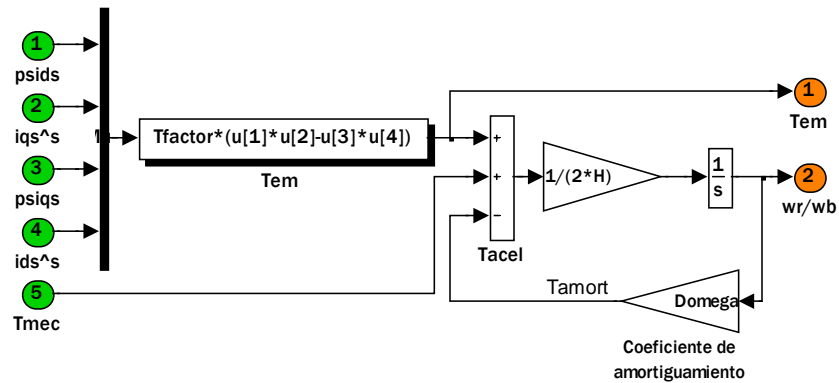 1
psids
2
iqs^s
3
psiqs
4
ids^s
5
Tmec
Tfactor*(u[1]*u[2]-u[3]*u[4])
Tem
+
+
−
Tacel
1/(2*H)
1
s
1
Tem
2
wr/wb
Tamort
Domega
Coeficiente de
amortiguamiento